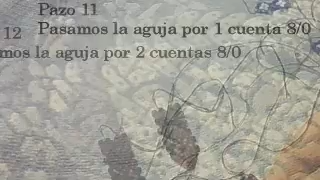 Pazo 11
12 Pasamos la aguja por 1 cuenta 8/0
mos la aguja por 2 cuentas 8/0